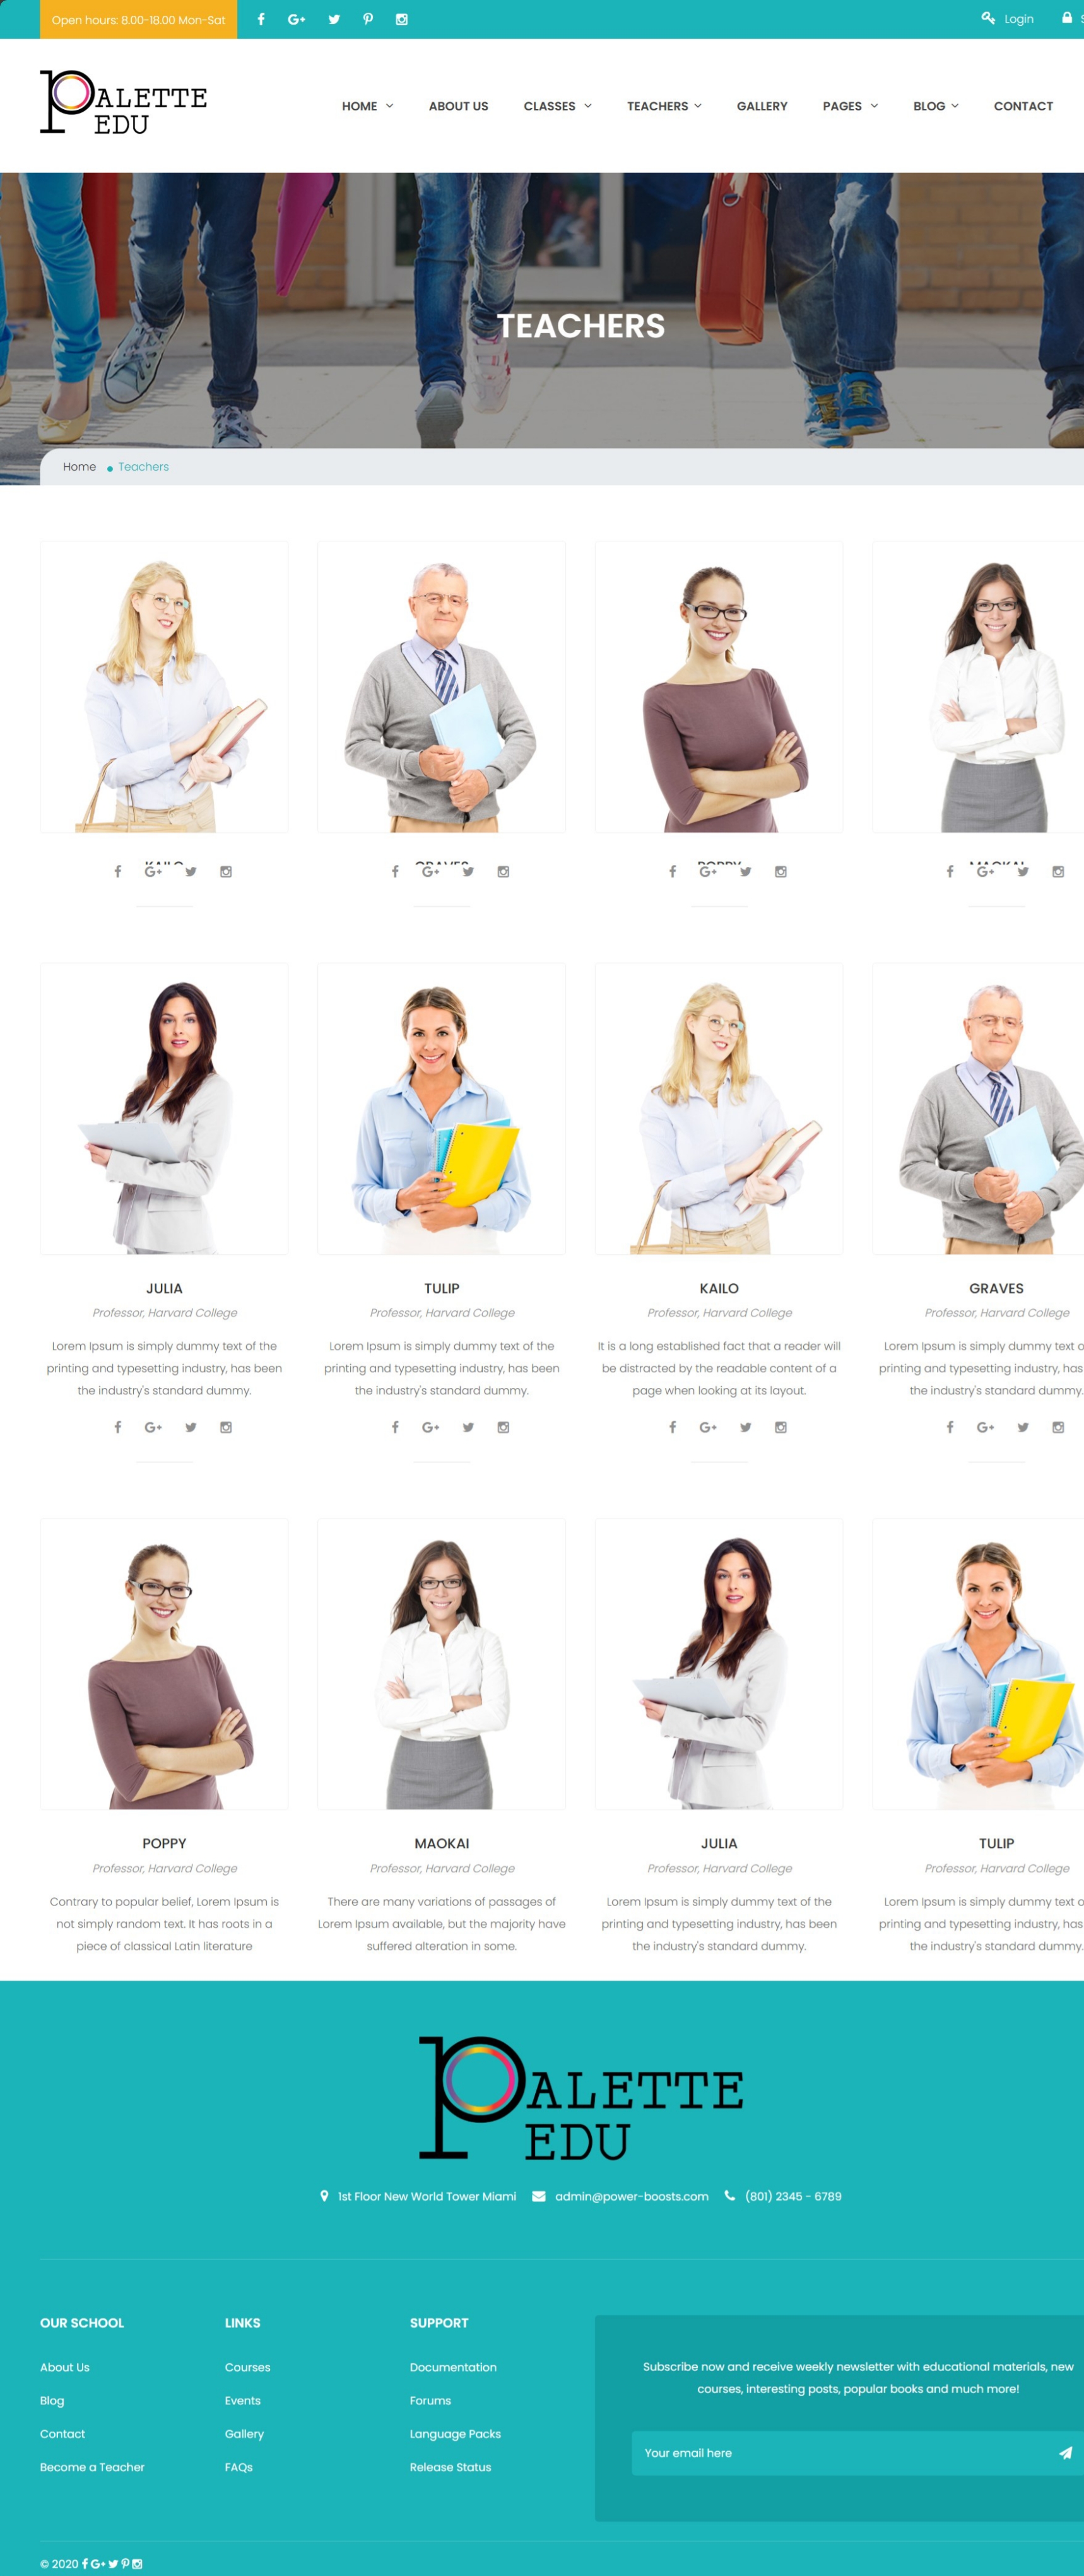 Open hours: 8.00-18.00 Mon-Sat
Login
PALETTE
EDU
HOME ABOUT US CLASSES TEACHERS GALLERY PAGES BLOG CONTACT
TEACHERS
Home Teachers
KAILO GRAVES POPPY MAOKAI
JULIA
Professor, Harvard College
Lorem Ipsum is simply dummy text of the
printing and typesetting industry, has been
the industry's standard dummy.
TULIP
Professor, Harvard College
Lorem Ipsum is simply dummy text of the
printing and typesetting industry, has been
the industry's standard dummy.
KAILO
Professor, Harvard College
It is a long established fact that a reader will
be distracted by the readable content of a
page when looking at its layout.
GRAVES
Professor, Harvard College
Lorem Ipsum is simply dummy text
printing and typesetting industry, has
the industry's standard dummy.
POPPY
Professor, Harvard College
Contrary to popular belief, Lorem Ipsum is
not simply random text. It has roots in a
piece of classical Latin literature
MAOKAI
Professor, Harvard College
There are many variations of passages of
Lorem Ipsum available, but the majority have
suffered alteration in some.
JULIA
Professor, Harvard College
Lorem Ipsum is simply dummy text of the
printing and typesetting industry, has been
the industry's standard dummy.
TULIP
Professor, Harvard College
Lorem Ipsum is simply dummy text
printing and typesetting industry, has
the industry's standard dummy.
PALETTE
EDU
1st Floor New World Tower Miami admin@power-boosts.com (801) 2345 - 6789
OUR SCHOOL
About Us
Blog
Contact
Become a Teacher
LINKS
Courses
Events
Gallery
FAQs
SUPPORT
Documentation
Forums
Language Packs
Release Status
Subscribe now and receive weekly newsletter with educational materials, new
courses, interesting posts, popular books and much more!
Your email here
© 2020